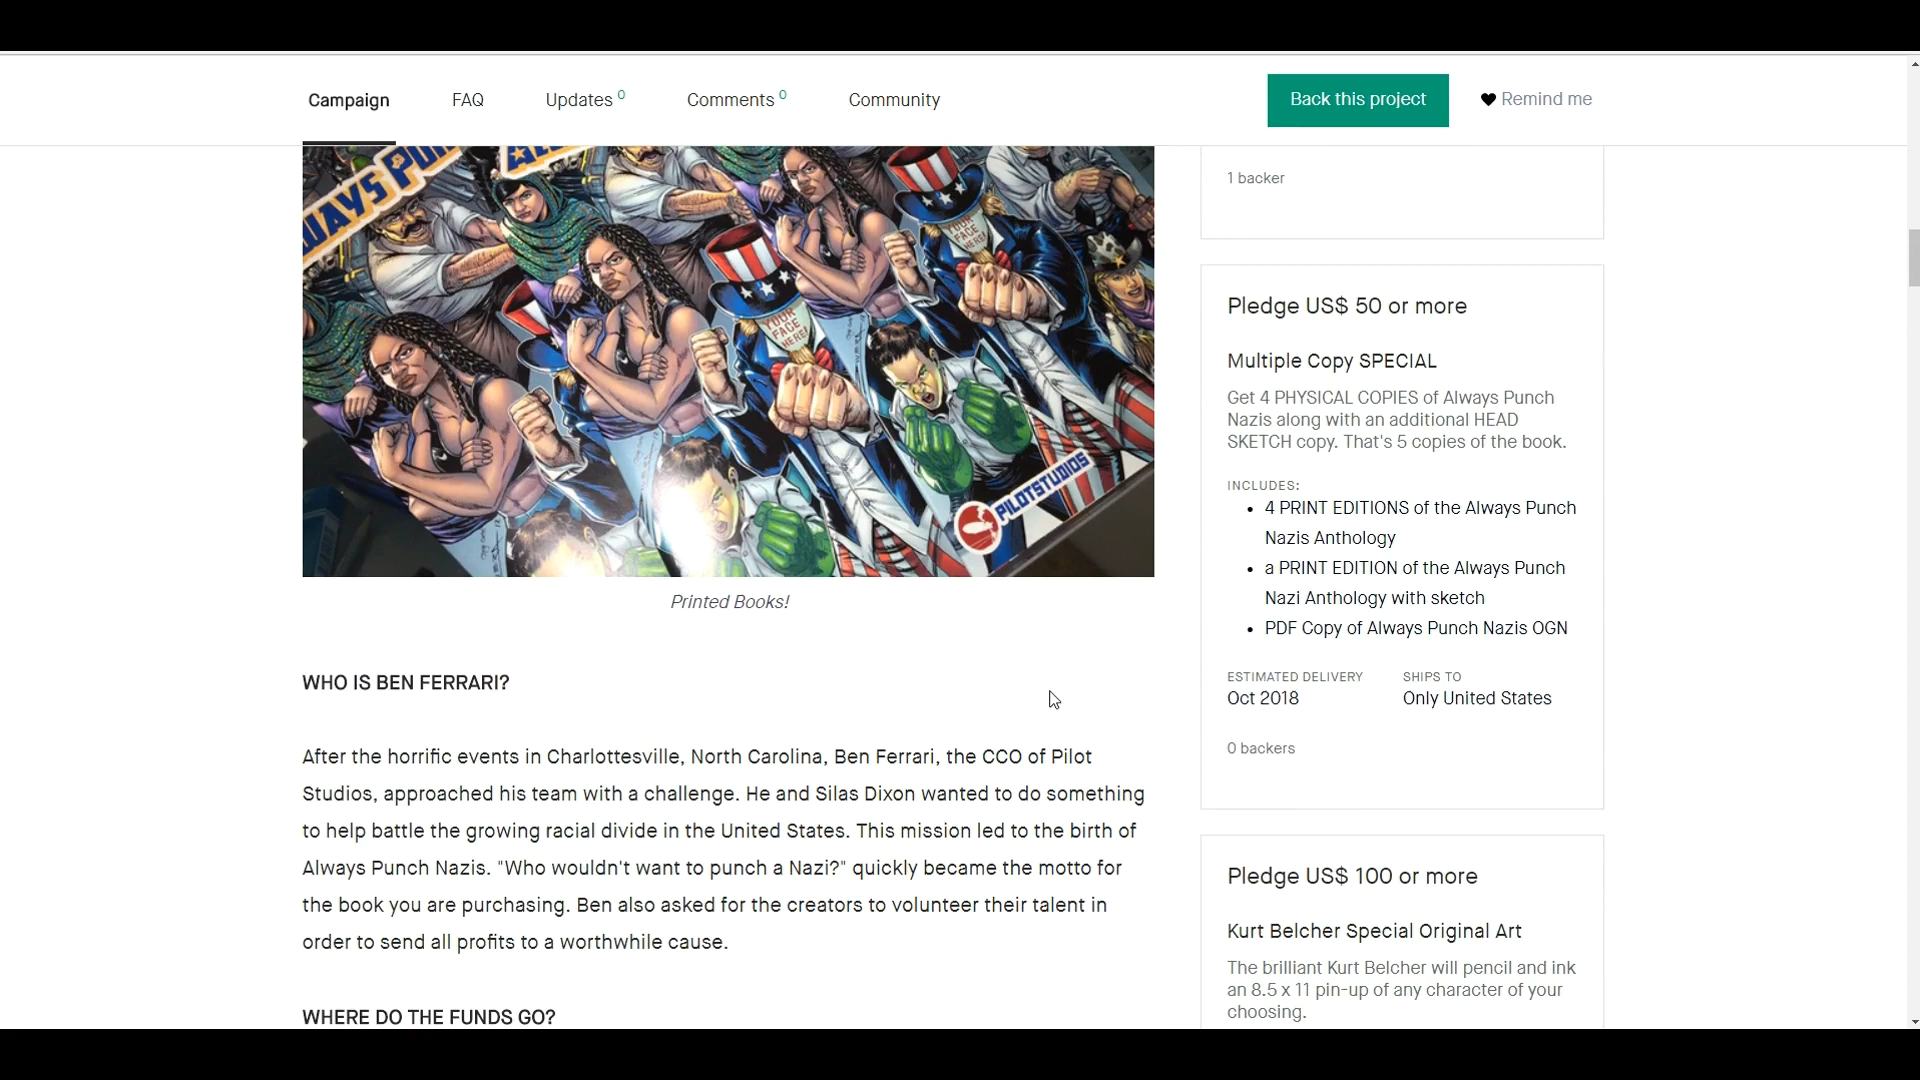 Campaign
FAQ
Updates 0
Comments 0
Community
Back this project
Remind me
YOUR
FACE
HERE!
YOUR
FACE
HERE!
PILOTSTUDIOS
Printed Books!
WHO IS BEN FERRARI?
After the horrific events in Charlottesville, North Carolina, Ben Ferrari, the CCO of Pilot
Studios, approached his team with a challenge. He and Silas Dixon wanted to do something
to help battle the growing racial divide in the United States. This mission led to the birth of
Always Punch Nazis. "Who wouldn't want to punch a Nazi?" quickly became the motto for
the book you are purchasing. Ben also asked for the creators to volunteer their talent in
order to send all profits to a worthwhile cause.
WHERE DO THE FUNDS GO?
1 backer
Pledge US$ 50 or more
Multiple Copy SPECIAL
Get 4 PHYSICAL COPIES of Always Punch
Nazis along with an additional HEAD
SKETCH copy. That's 5 copies of the book.
INCLUDES:
• 4 PRINT EDITIONS of the Always Punch
Nazis Anthology
• a PRINT EDITION of the Always Punch
Nazi Anthology with sketch
• PDF Copy of Always Punch Nazis OGN
ESTIMATED DELIVERY
Oct 2018
SHIPS TO
Only United States
0 backers
Pledge US$ 100 or more
Kurt Belcher Special Original Art
The brilliant Kurt Belcher will pencil and ink
an 8.5 x 11 pin-up of any character of your
choosing.